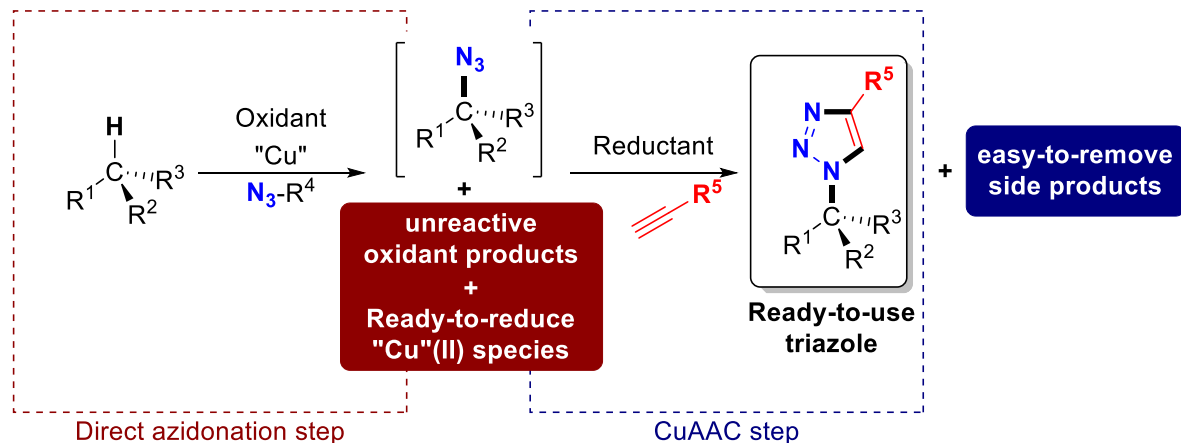 H
C
R1
R2
R3
Oxidant
"Cu"
N3-R4
N3
C
R1
R2
R3
+
unreactive
oxidant products
+
Ready-to-reduce
"Cu"(II) species
Reductant
R5
R5
N
N
N
C
R1
R2
R3
Ready-to-use
triazole
+
easy-to-remove
side products
Direct azidonation step
CuAAC step